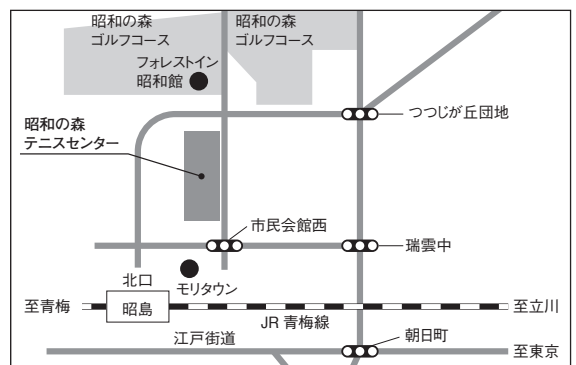 昭和の森
ゴルフコース
昭和の森
ゴルフコース
フォレストイン
昭和館
つつじが丘団地
昭和の森
テニスセンター
市民会館西
瑞雲中
北口
モリタウン
至青梅
昭島
JR 青梅線
至立川
江戸街道
朝日町
至東京